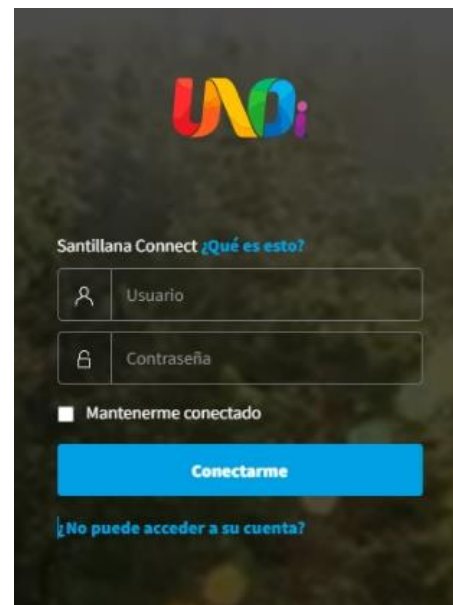 UNOi
Santillana Connect ¿Qué es esto?
Usuario
Contraseña
Mantenerme conectado
Conectarme
¿No puede acceder a su cuenta?